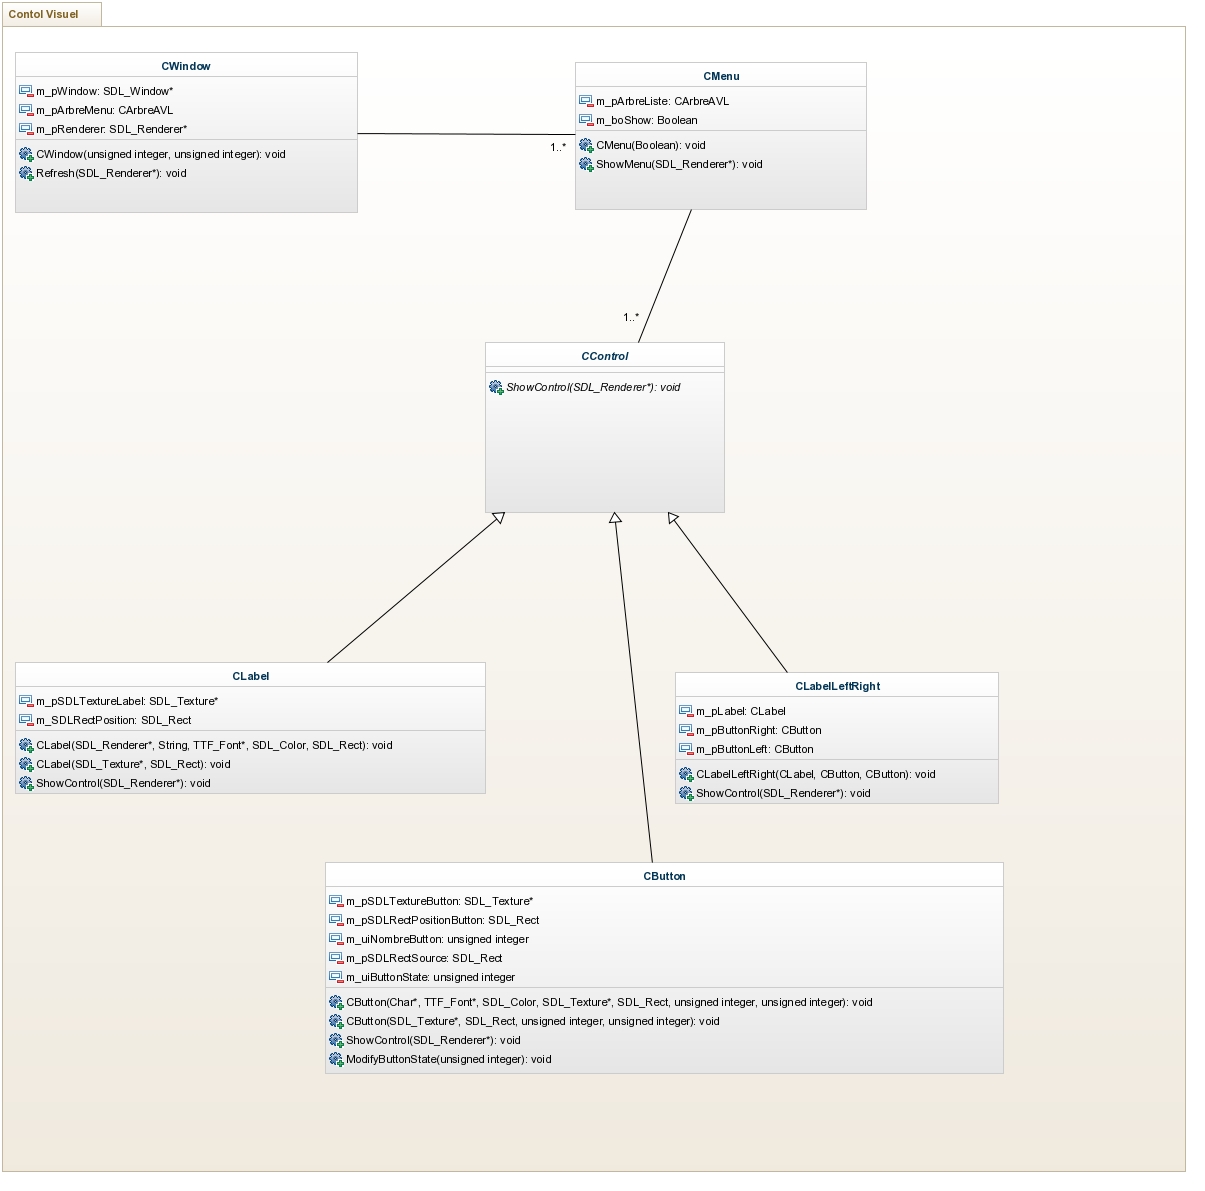 Contol Visuel
CWindow
m_pWindow: SDL_Window*
m_pArbreMenu: CArbreAVL
m_pRenderer: SDL_Renderer*
CWindow(unsigned integer, unsigned integer): void
Refresh(SDL_Renderer*): void
CMenu
m_pArbreListe: CArbreAVL
m_boShow: Boolean
CMenu(Boolean): void
ShowMenu(SDL_Renderer*): void
1..*
1..*
CControl
ShowControl(SDL_Renderer*): void
CLabel
m_pSDLTextureLabel: SDL_Texture*
m_SDLRectPosition: SDL_Rect
CLabel(SDL_Renderer*, String, TTF_Font*, SDL_Color, SDL_Rect): void
CLabel(SDL_Texture*, SDL_Rect): void
ShowControl(SDL_Renderer*): void
CLabelLeftRight
m_pLabel: CLabel
m_pButtonRight: CButton
m_pButtonLeft: CButton
CLabelLeftRight(CLabel, CButton, CButton): void
ShowControl(SDL_Renderer*): void
CButton
m_pSDLTextureButton: SDL_Texture*
m_pSDLRectPositionButton: SDL_Rect
m_uiNombreButton: unsigned integer
m_pSDLRectSource: SDL_Rect
m_uiButtonState: unsigned integer
CButton(Char*, TTF_Font*, SDL_Color, SDL_Texture*, SDL_Rect, unsigned integer, unsigned integer): void
CButton(SDL_Texture*, SDL_Rect, unsigned integer, unsigned integer): void
ShowControl(SDL_Renderer*): void
ModifyButtonState(unsigned integer): void